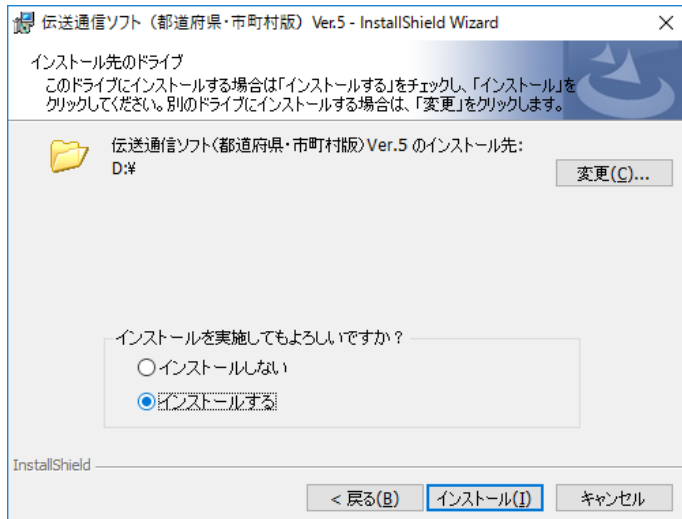 伝送通信ソフト（都道府県・市町村版） Ver.5 - InstallShield Wizard
インストール先のドライブ
このドライブにインストールする場合は「インストールする」をチェックし、「インストール」を
クリックしてください。別のドライブにインストールする場合は、「変更」をクリックします。
伝送通信ソフト(都道府県・市町村版) Ver.5 のインストール先:
D:¥
変更(C)...
インストールを実施してもよろしいですか？
インストールしない
インストールする
InstallShield
< 戻る(B)
インストール(I)
キャンセル